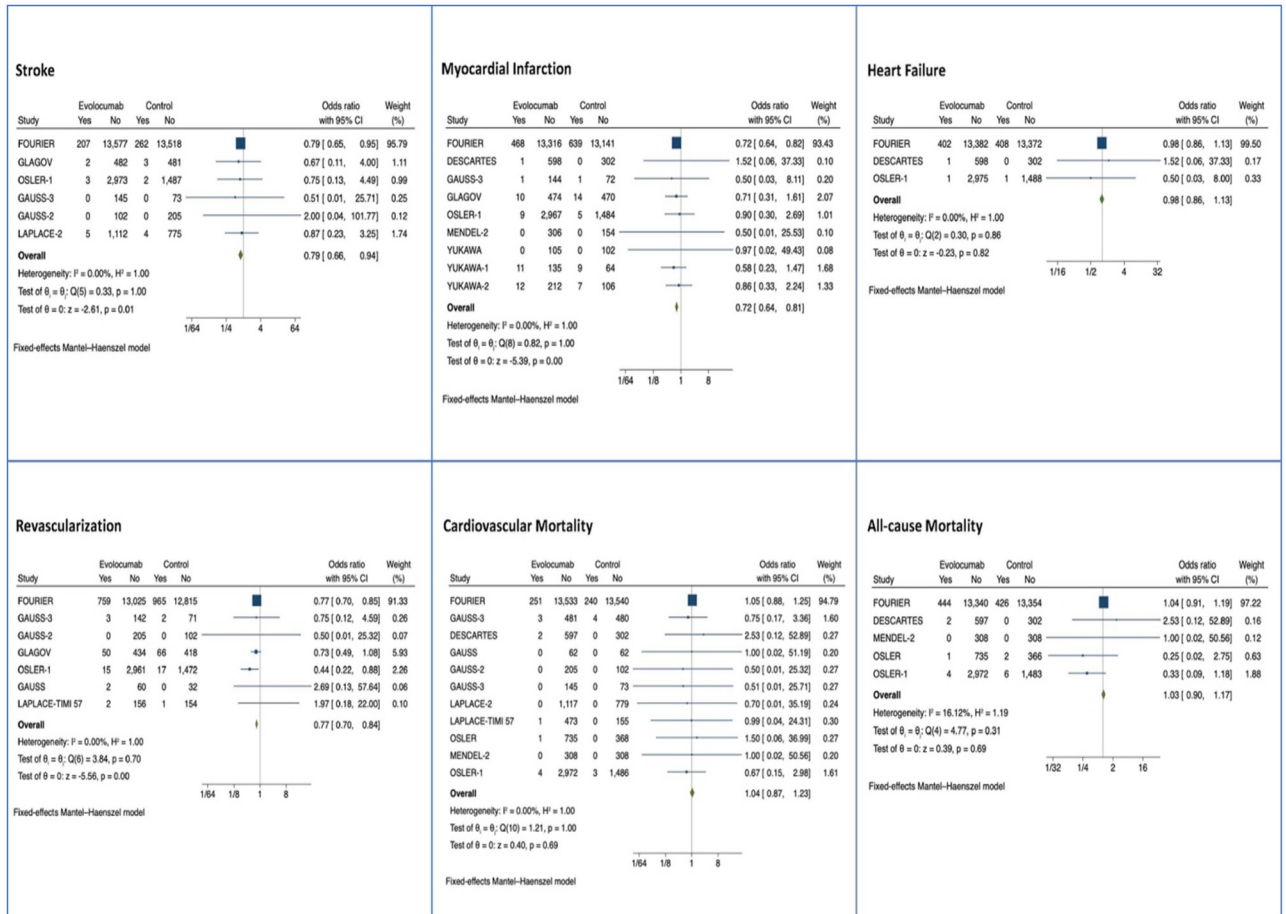 Stroke
Evolocumab Control Odds ratio Weight
Study Yes No Yes No with 95% CI (%)
FOURIER 207 13,577 262 13,518 0.79 [ 0.65, 0.95] 95.79
GLAGOV 2 482 3 481 0.67 [ 0.11, 4.00] 1.11
OSLER-1 3 2,973 2 1,487 0.75 [ 0.13, 4.49] 0.99
GAUSS-3 0 145 0 73 0.51 [ 0.01, 25.71] 0.25
GAUSS-2 0 102 0 205 2.00 [ 0.04, 101.77] 0.12
LAPLACE-2 5 1,112 4 775 0.87 [ 0.23, 3.25] 1.74
Overall 0.79 [ 0.66, 0.94]
Heterogeneity: I² = 0.00%, H² = 1.00
Test of θᵢ = θⱼ: Q(5) = 0.33, p = 1.00
Test of θ = 0: z = -2.61, p = 0.01
1/64 1/4 4 64
Fixed-effects Mantel–Haenszel model
Myocardial Infarction
Evolocumab Control Odds ratio Weight
Study Yes No Yes No with 95% CI (%)
FOURIER 468 13,316 639 13,141 0.72 [ 0.64, 0.82] 93.43
DESCARTES 1 598 0 302 1.52 [ 0.06, 37.33] 0.10
GAUSS-3 1 144 1 72 0.50 [ 0.03, 8.11] 0.20
GLAGOV 10 474 14 470 0.71 [ 0.31, 1.61] 2.07
OSLER-1 9 2,967 5 1,484 0.90 [ 0.30, 2.69] 1.01
MENDEL-2 0 306 0 154 0.50 [ 0.01, 25.53] 0.10
YUKAWA 0 105 0 102 0.97 [ 0.02, 49.43] 0.08
YUKAWA-1 11 135 9 64 0.58 [ 0.23, 1.47] 1.68
YUKAWA-2 12 212 7 106 0.86 [ 0.33, 2.24] 1.33
Overall 0.72 [ 0.64, 0.81]
Heterogeneity: I² = 0.00%, H² = 1.00
Test of θᵢ = θⱼ: Q(8) = 0.82, p = 1.00
Test of θ = 0: z = -5.39, p = 0.00
1/64 1/8 1 8
Fixed-effects Mantel–Haenszel model
Heart Failure
Evolocumab Control Odds ratio Weight
Study Yes No Yes No with 95% CI (%)
FOURIER 402 13,382 408 13,372 0.98 [ 0.86, 1.13] 99.50
DESCARTES 1 598 0 302 1.52 [ 0.06, 37.33] 0.17
OSLER-1 1 2,975 1 1,488 0.50 [ 0.03, 8.00] 0.33
Overall 0.98 [ 0.86, 1.13]
Heterogeneity: I² = 0.00%, H² = 1.00
Test of θᵢ = θⱼ: Q(2) = 0.30, p = 0.86
Test of θ = 0: z = -0.23, p = 0.82
1/16 1/2 4 32
Fixed-effects Mantel–Haenszel model
Revascularization
Evolocumab Control Odds ratio Weight
Study Yes No Yes No with 95% CI (%)
FOURIER 759 13,025 965 12,815 0.77 [ 0.70, 0.85] 91.33
GAUSS-3 3 142 2 71 0.75 [ 0.12, 4.59] 0.26
GAUSS-2 0 205 0 102 0.50 [ 0.01, 25.32] 0.07
GLAGOV 50 434 66 418 0.73 [ 0.49, 1.08] 5.93
OSLER-1 15 2,961 17 1,472 0.44 [ 0.22, 0.88] 2.26
GAUSS 2 60 0 32 2.69 [ 0.13, 57.64] 0.06
LAPLACE-TIMI 57 2 156 1 154 1.97 [ 0.18, 22.00] 0.10
Overall 0.77 [ 0.70, 0.84]
Heterogeneity: I² = 0.00%, H² = 1.00
Test of θᵢ = θⱼ: Q(6) = 3.84, p = 0.70
Test of θ = 0: z = -5.56, p = 0.00
1/64 1/8 1 8
Fixed-effects Mantel–Haenszel model
Cardiovascular Mortality
Evolocumab Control Odds ratio Weight
Study Yes No Yes No with 95% CI (%)
FOURIER 251 13,533 240 13,540 1.05 [ 0.88, 1.25] 94.79
GAUSS-3 3 481 4 480 0.75 [ 0.17, 3.36] 1.60
DESCARTES 2 597 0 302 2.53 [ 0.12, 52.89] 0.27
GAUSS 0 62 0 62 1.00 [ 0.02, 51.19] 0.20
GAUSS-2 0 205 0 102 0.50 [ 0.01, 25.32] 0.27
GAUSS-3 0 145 0 73 0.51 [ 0.01, 25.71] 0.27
LAPLACE-2 0 1,117 0 779 0.70 [ 0.01, 35.19] 0.24
LAPLACE-TIMI 57 1 473 0 155 0.99 [ 0.04, 24.31] 0.30
OSLER 1 735 0 368 1.50 [ 0.06, 36.99] 0.27
MENDEL-2 0 308 0 308 1.00 [ 0.02, 50.56] 0.20
OSLER-1 4 2,972 3 1,486 0.67 [ 0.15, 2.98] 1.61
Overall 1.04 [ 0.87, 1.23]
Heterogeneity: I² = 0.00%, H² = 1.00
Test of θᵢ = θⱼ: Q(10) = 1.21, p = 1.00
Test of θ = 0: z = 0.40, p = 0.69
1/64 1/8 1 8
Fixed-effects Mantel–Haenszel model
All-cause Mortality
Evolocumab Control Odds ratio Weight
Study Yes No Yes No with 95% CI (%)
FOURIER 444 13,340 426 13,354 1.04 [ 0.91, 1.19] 97.22
DESCARTES 2 597 0 302 2.53 [ 0.12, 52.89] 0.16
MENDEL-2 0 308 0 308 1.00 [ 0.02, 50.56] 0.12
OSLER 1 735 2 366 0.25 [ 0.02, 2.75] 0.63
OSLER-1 4 2,972 6 1,483 0.33 [ 0.09, 1.18] 1.88
Overall 1.03 [ 0.90, 1.17]
Heterogeneity: I² = 16.12%, H² = 1.19
Test of θᵢ = θⱼ: Q(4) = 4.77, p = 0.31
Test of θ = 0: z = 0.39, p = 0.69
1/32 1/4 2 16
Fixed-effects Mantel–Haenszel model